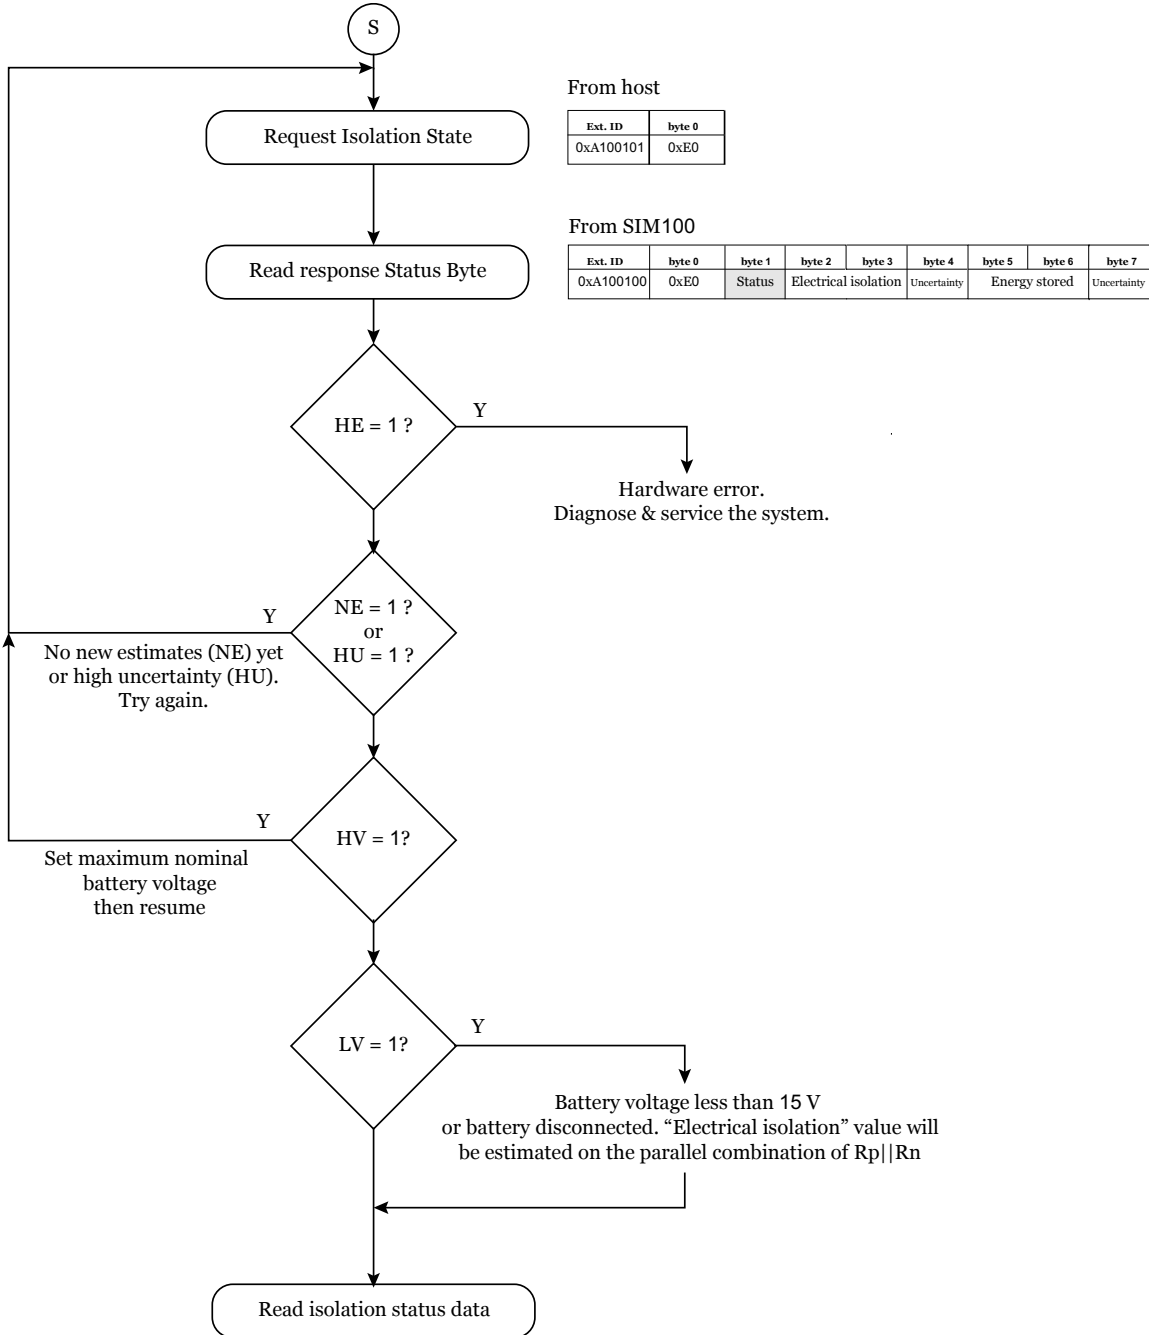 S
Request Isolation State
From host
Ext. ID byte 0
0xA100101 0xE0
Read response Status Byte
From SIM100
Ext. ID byte 0 byte 1 byte 2 byte 3 byte 4 byte 5 byte 6 byte 7
0xA100100 0xE0 Status Electrical isolation Uncertainty Energy stored Uncertainty
HE = 1 ?
Y
Hardware error.
Diagnose & service the system.
NE = 1 ?
or
HU = 1 ?
Y
No new estimates (NE) yet
or high uncertainty (HU).
Try again.
HV = 1?
Y
Set maximum nominal
battery voltage
then resume
LV = 1?
Y
Battery voltage less than 15 V
or battery disconnected. “Electrical isolation” value will
be estimated on the parallel combination of Rp||Rn
Read isolation status data